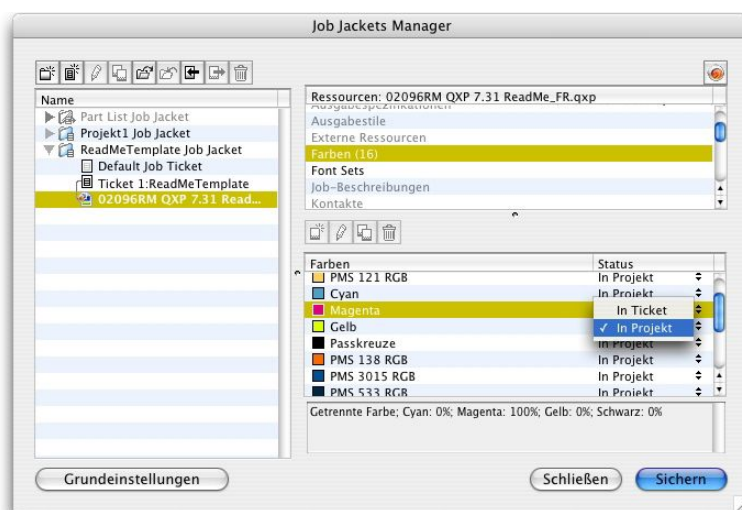 Job Jackets Manager
Name
Part List Job Jacket
Projekt1 Job Jacket
ReadMeTemplate Job Jacket
Default Job Ticket
Ticket 1:ReadMeTemplate
02096RM QXP 7.31 Read...
Ressourcen: 02096RM QXP 7.31 ReadMe_FR.qxp
Ausgabespezifikationen
Ausgabestile
Externe Ressourcen
Farben (16)
Font Sets
Job-Beschreibungen
Kontakte
Farben Status
PMS 121 RGB In Projekt
Cyan In Projekt
Magenta In Ticket
Gelb ✓ In Projekt
Passkreuze In Projekt
PMS 138 RGB In Projekt
PMS 3015 RGB In Projekt
PMS 533 RGB In Projekt
Getrennte Farbe; Cyan: 0%; Magenta: 100%; Gelb: 0%; Schwarz: 0%
Grundeinstellungen
Schließen
Sichern